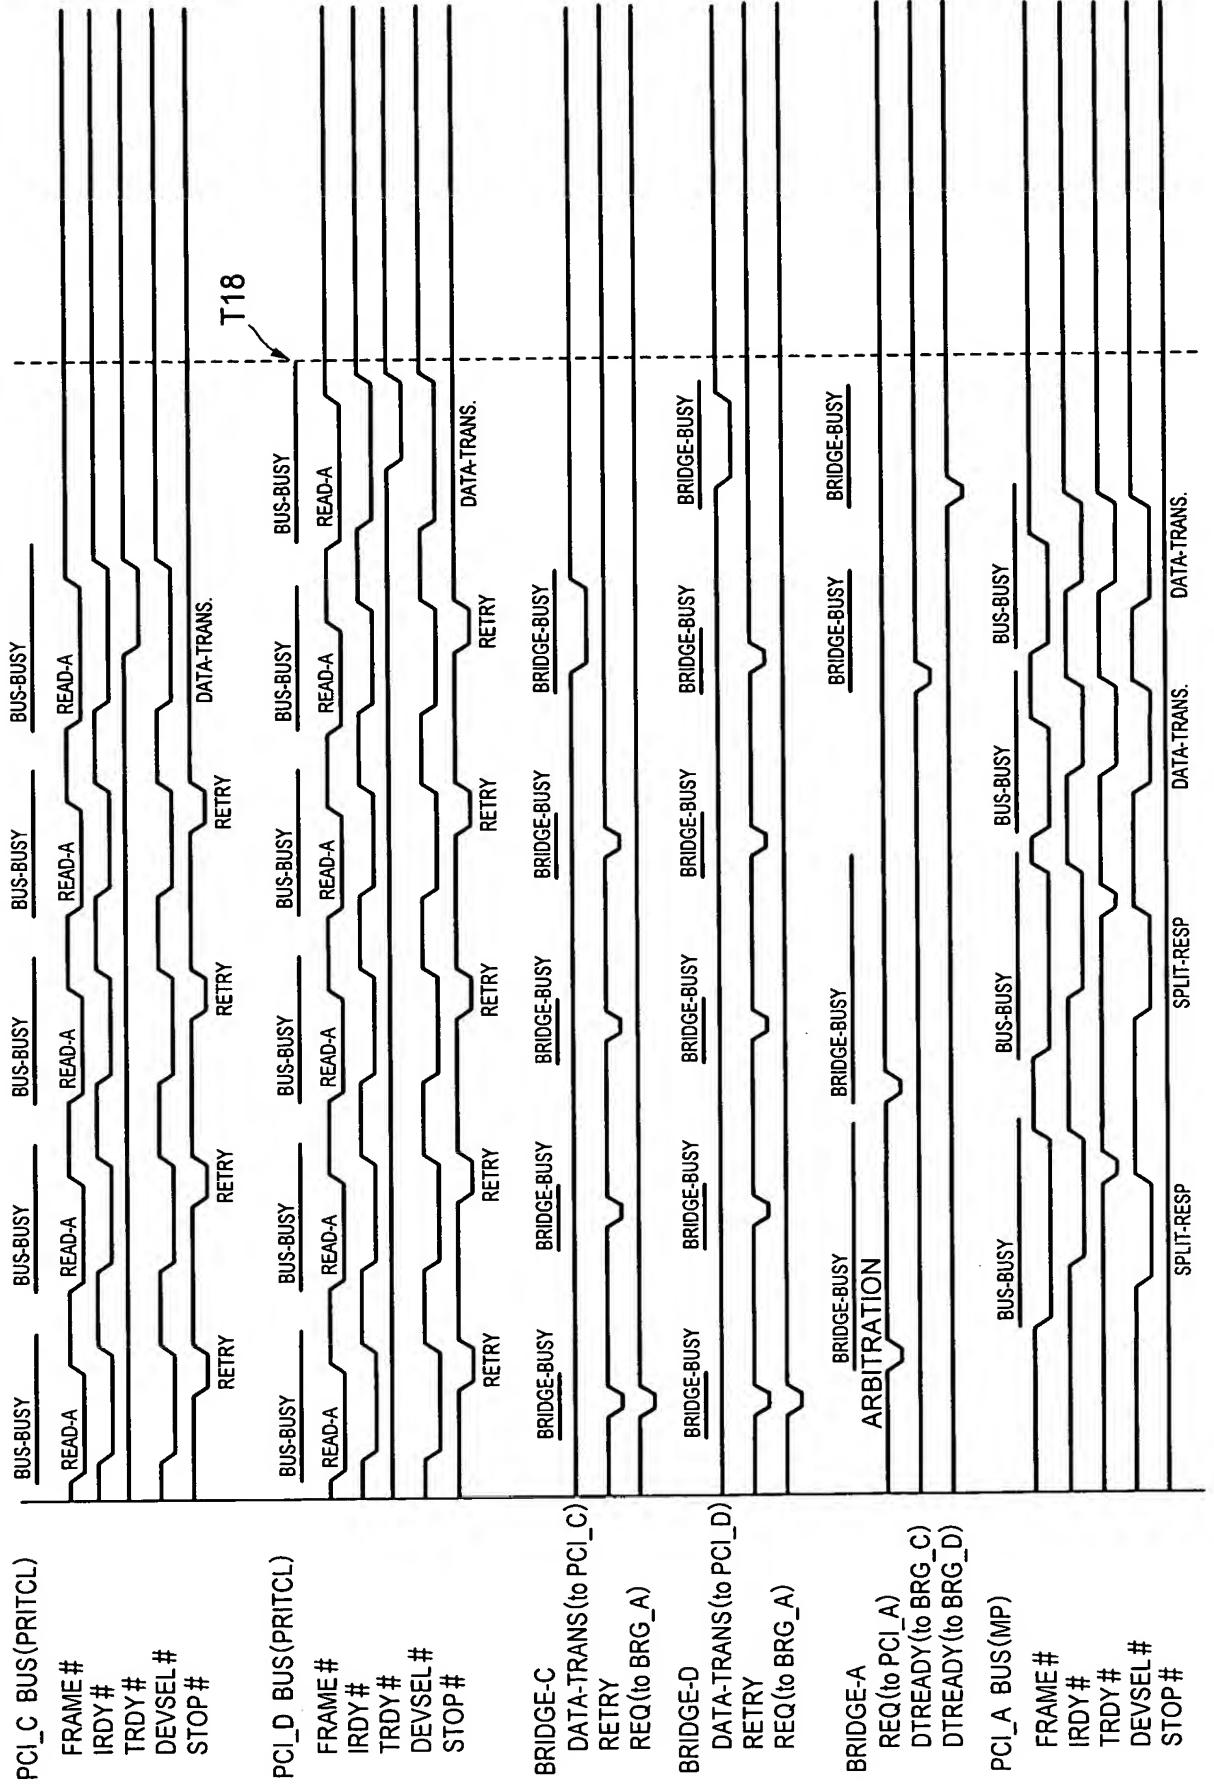 PCI_C BUS(PRITCL)
FRAME#
IRDY#
TRDY#
DEVSEL#
STOP#
BUS-BUSY
BUS-BUSY
BUS-BUSY
BUS-BUSY
BUS-BUSY
READ-A
READ-A
READ-A
READ-A
READ-A
RETRY
RETRY
RETRY
RETRY
DATA-TRANS.
T18
PCI_D BUS(PRITCL)
FRAME#
IRDY#
TRDY#
DEVSEL#
STOP#
BUS-BUSY
BUS-BUSY
BUS-BUSY
BUS-BUSY
BUS-BUSY
BUS-BUSY
READ-A
READ-A
READ-A
READ-A
READ-A
READ-A
RETRY
RETRY
RETRY
RETRY
RETRY
DATA-TRANS.
BRIDGE-C
DATA-TRANS(to PCI_C)
RETRY
REQ(to BRG_A)
BRIDGE-BUSY
BRIDGE-BUSY
BRIDGE-BUSY
BRIDGE-BUSY
BRIDGE-BUSY
BRIDGE-D
DATA-TRANS(to PCI_D)
RETRY
REQ(to BRG_A)
BRIDGE-BUSY
BRIDGE-BUSY
BRIDGE-BUSY
BRIDGE-BUSY
BRIDGE-BUSY
BRIDGE-BUSY
BRIDGE-A
REQ(to PCI_A)
DTREADY(to BRG_C)
DTREADY(to BRG_D)
BRIDGE-BUSY
ARBITRATION
BRIDGE-BUSY
BRIDGE-BUSY
BRIDGE-BUSY
PCI_A BUS(MP)
FRAME#
IRDY#
TRDY#
DEVSEL#
STOP#
BUS-BUSY
BUS-BUSY
BUS-BUSY
BUS-BUSY
SPLIT-RESP
SPLIT-RESP
DATA-TRANS.
DATA-TRANS.